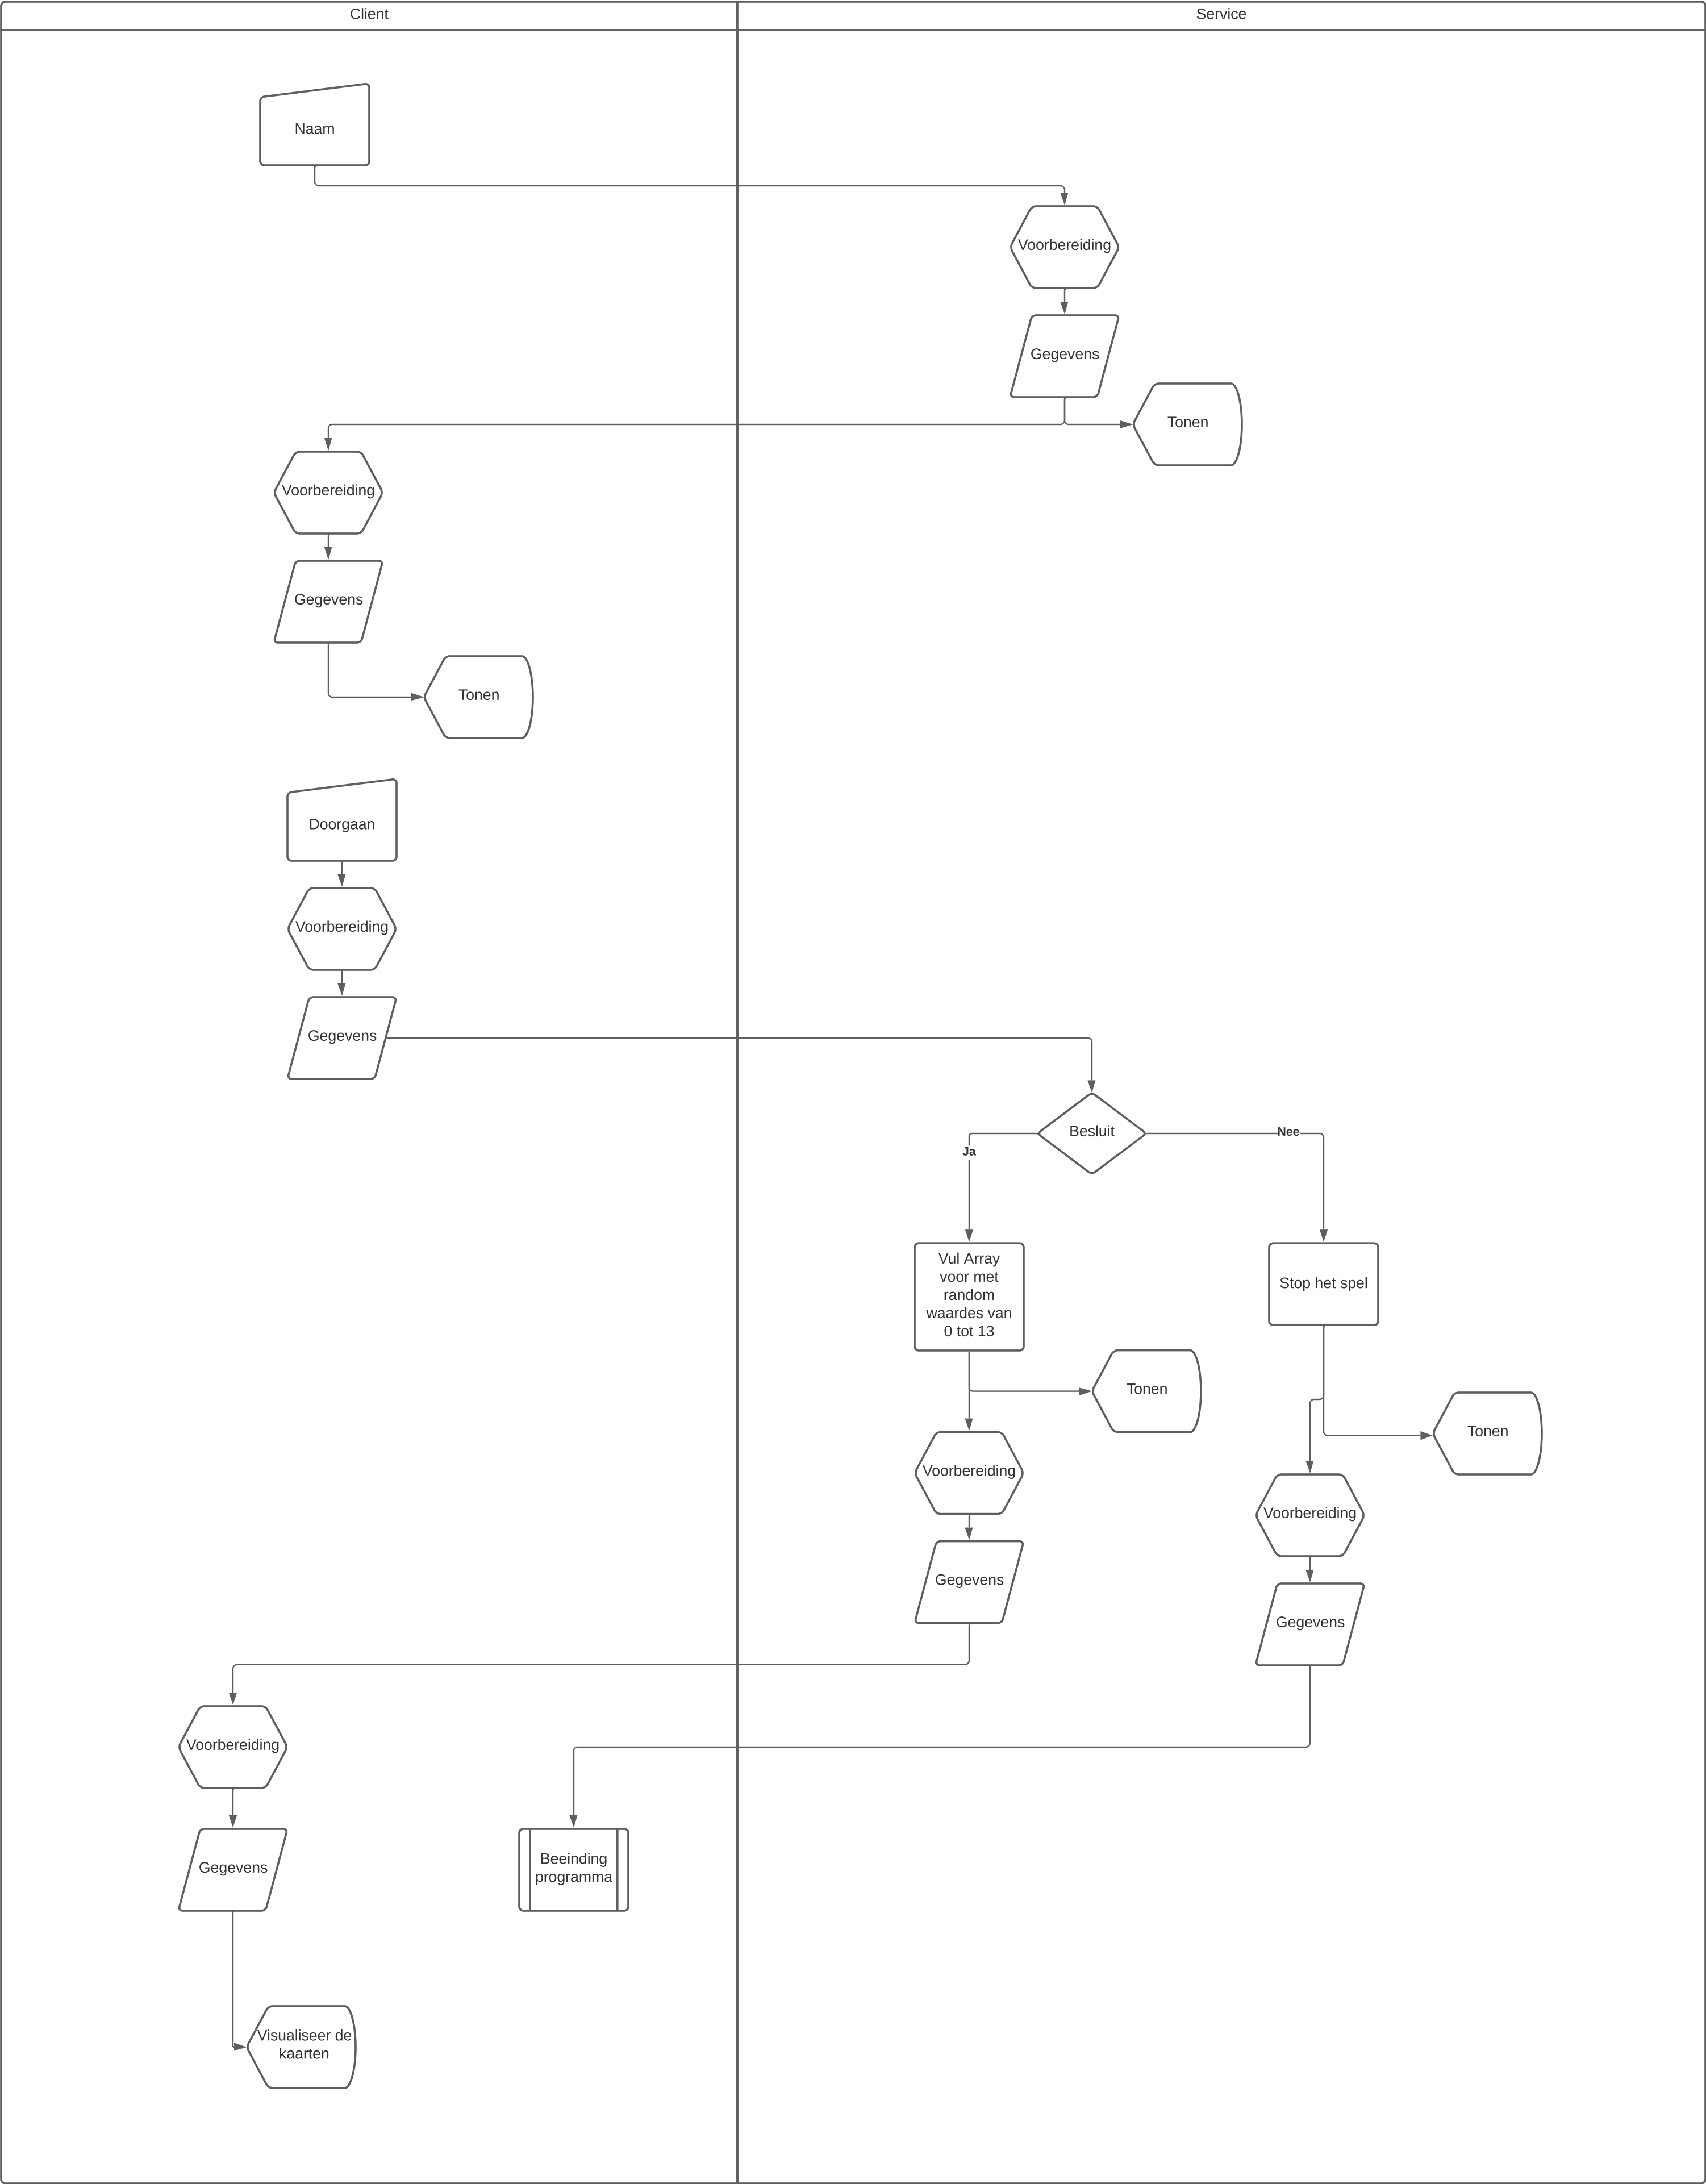 Client
Service
Naam
Voorbereiding
Gegevens
Tonen
Voorbereiding
Gegevens
Tonen
Doorgaan
Voorbereiding
Gegevens
Besluit
Ja
Nee
Vul Array
voor met
random
waardes van
0 tot 13
Stop het spel
Tonen
Tonen
Voorbereiding
Voorbereiding
Gegevens
Gegevens
Voorbereiding
Gegevens
Beeinding
programma
Visualiseer de
kaarten